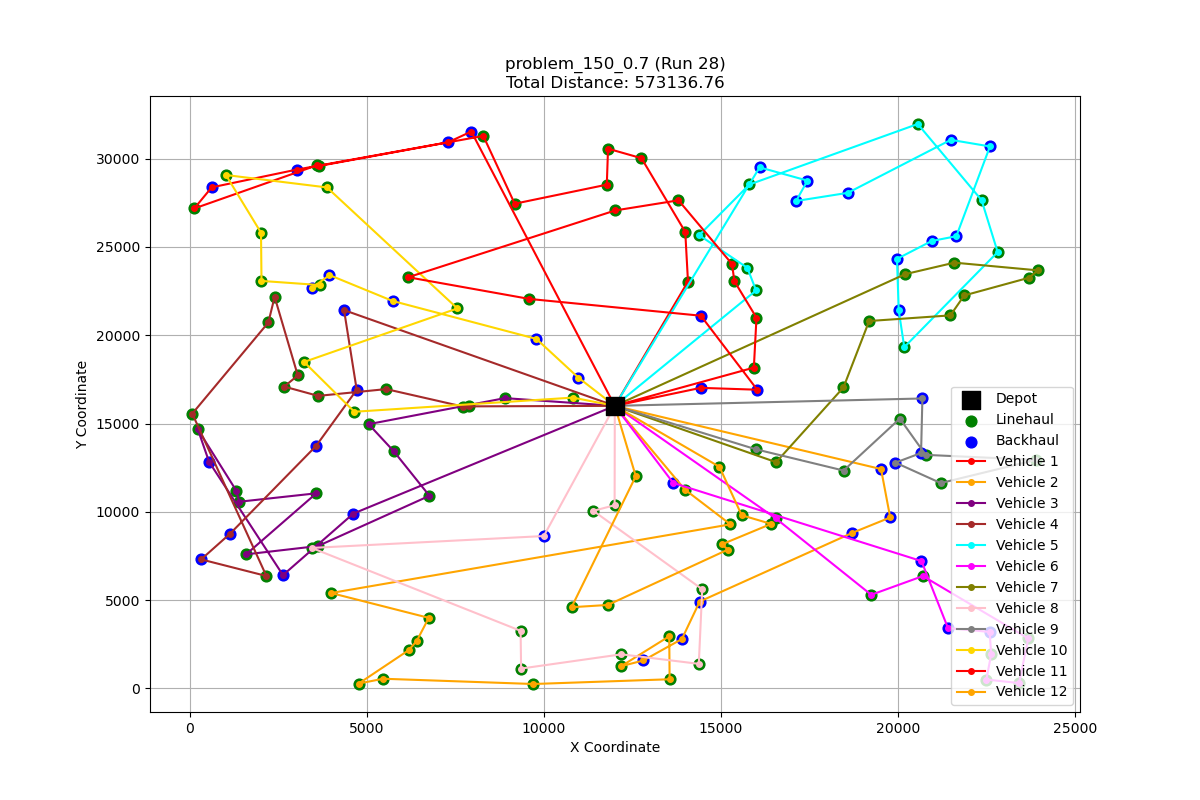 problem_150_0.7 (Run 28)
Total Distance: 573136.76
30000
25000
20000
15000
10000
5000
0
Y Coordinate
0
5000
10000
15000
20000
25000
X Coordinate
Depot
Linehaul
Backhaul
Vehicle 1
Vehicle 2
Vehicle 3
Vehicle 4
Vehicle 5
Vehicle 6
Vehicle 7
Vehicle 8
Vehicle 9
Vehicle 10
Vehicle 11
Vehicle 12